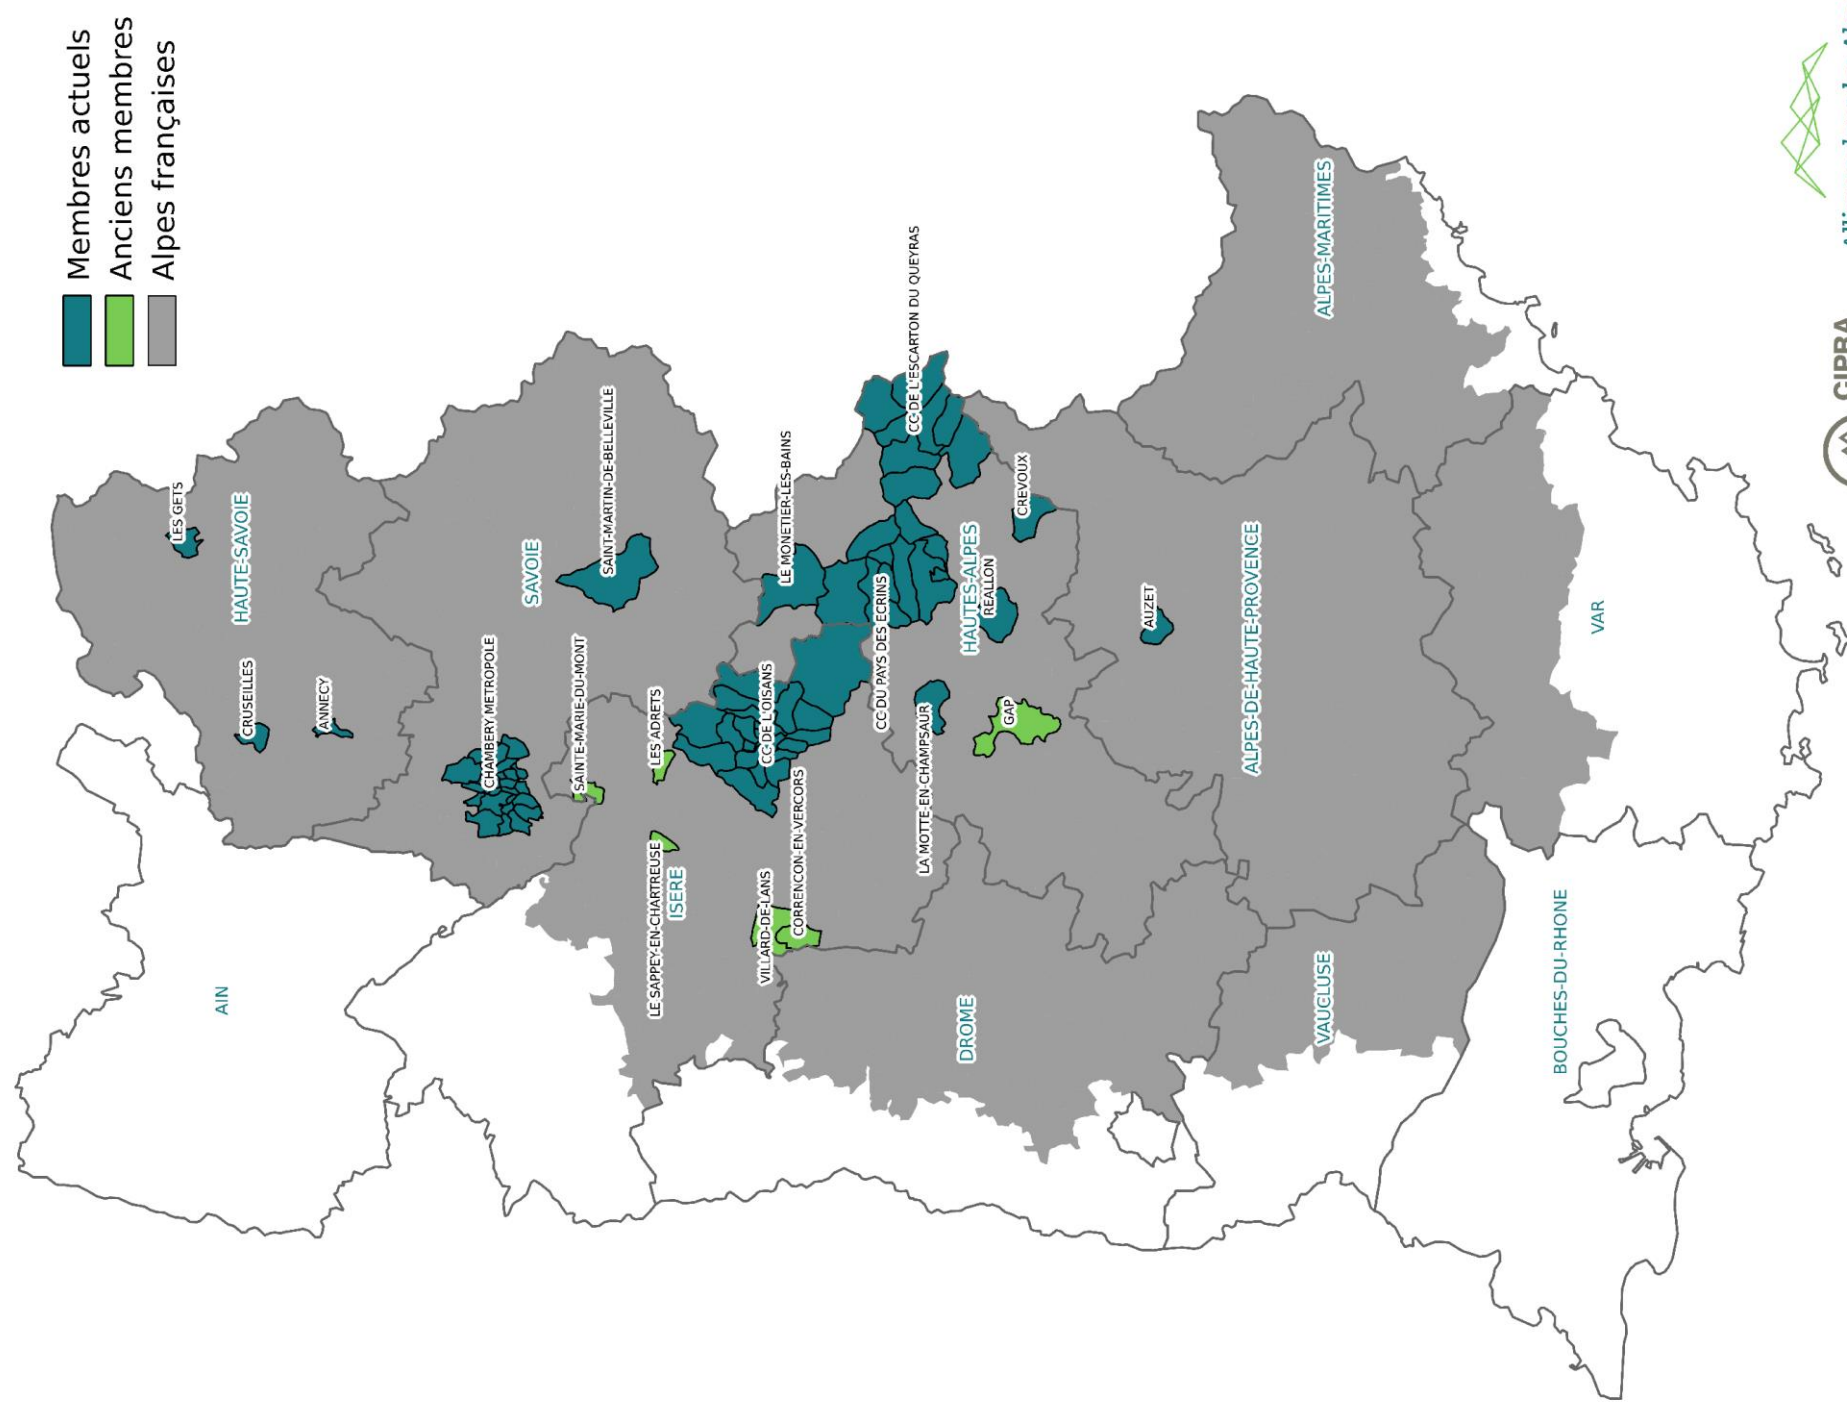 Membres actuels
Anciens membres
Alpes françaises
LES GETS
HAUTE-SAVOIE
CRUSEILLES
ANNECY
AIN
SAVOIE
SAINT-MARTIN-DE-BELLEVILLE
CHAMBERY METROPOLE
SAINTE-MARIE-DU-MONT
LES ADRETS
LE SAPPEY-EN-CHARTREUSE
ISERE
LE MONETIER-LES-BAINS
CC DE L'OISANS
VILLARD-DE-LANS
CORRENCON-EN-VERCORS
CC DU PAYS DES ECRINS
CC DE L'ESCARTON DU QUEYRAS
LA MOTTE-EN-CHAMPSAUR
HAUTES-ALPES
REALLON
CREVOUX
GAP
DROME
AUZET
ALPES-DE-HAUTE-PROVENCE
ALPES-MARITIMES
VAUCLUSE
VAR
BOUCHES-DU-RHONE
CIPRA